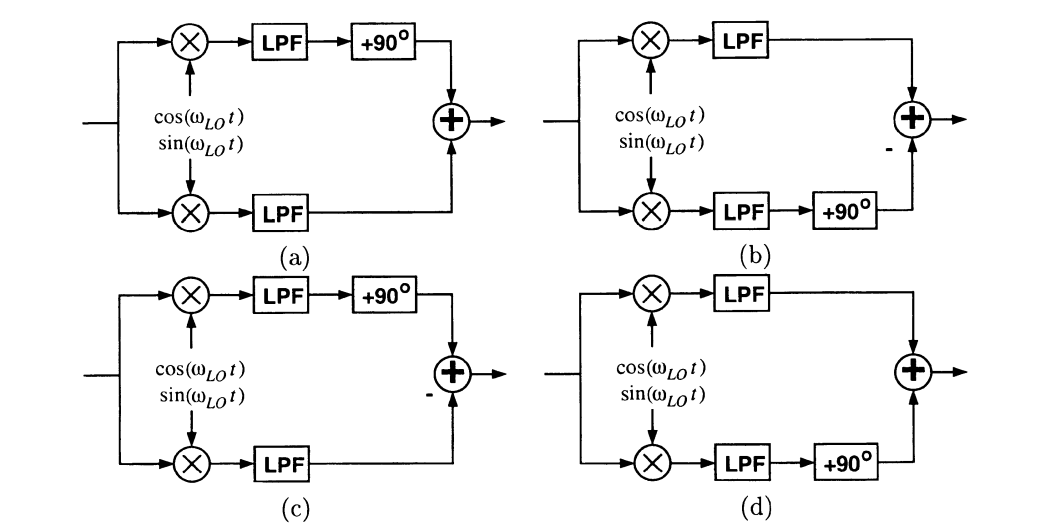 LPF +90°
cos(ω_LO t)
sin(ω_LO t)
+
LPF
(a)
LPF
cos(ω_LO t)
sin(ω_LO t)
+
-
LPF +90°
(b)
LPF +90°
cos(ω_LO t)
sin(ω_LO t)
+
-
LPF
(c)
LPF
cos(ω_LO t)
sin(ω_LO t)
+
LPF +90°
(d)